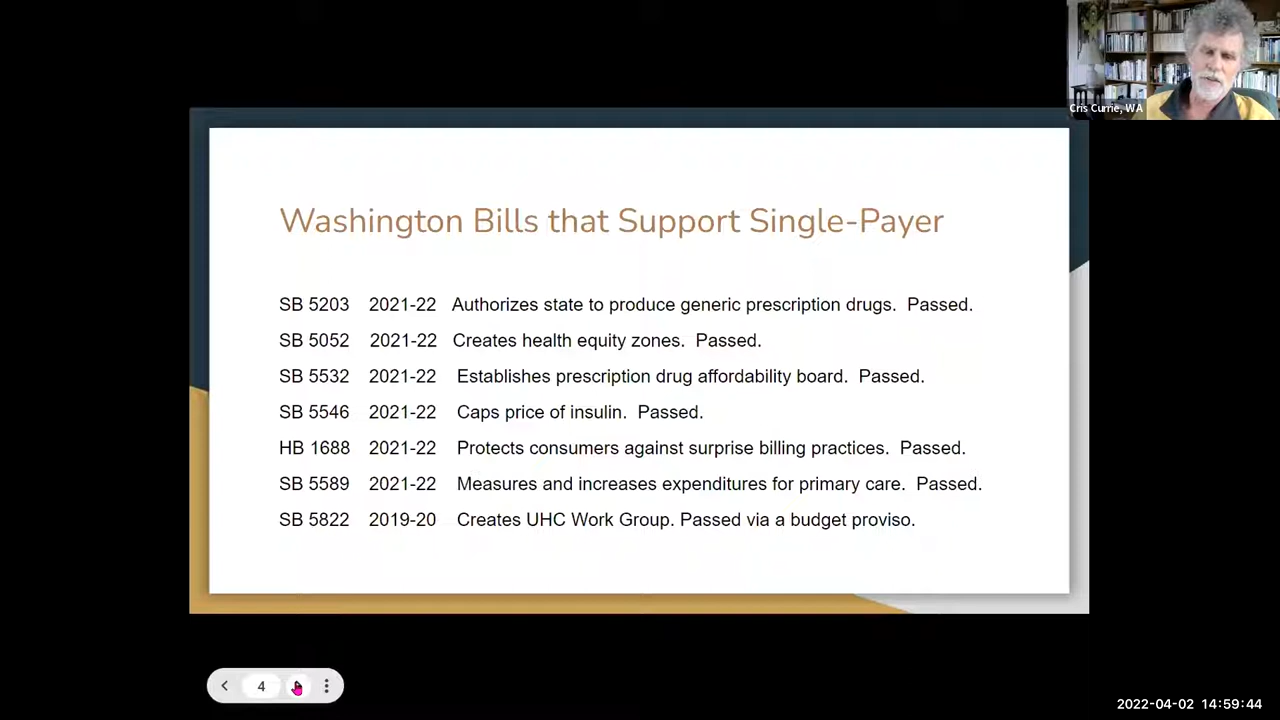 Cris Currie, WA
Washington Bills that Support Single-Payer
SB 5203 2021-22 Authorizes state to produce generic prescription drugs. Passed.
SB 5052 2021-22 Creates health equity zones. Passed.
SB 5532 2021-22 Establishes prescription drug affordability board. Passed.
SB 5546 2021-22 Caps price of insulin. Passed.
HB 1688 2021-22 Protects consumers against surprise billing practices. Passed.
SB 5589 2021-22 Measures and increases expenditures for primary care. Passed.
SB 5822 2019-20 Creates UHC Work Group. Passed via a budget proviso.
4
2022-04-02 14:59:44